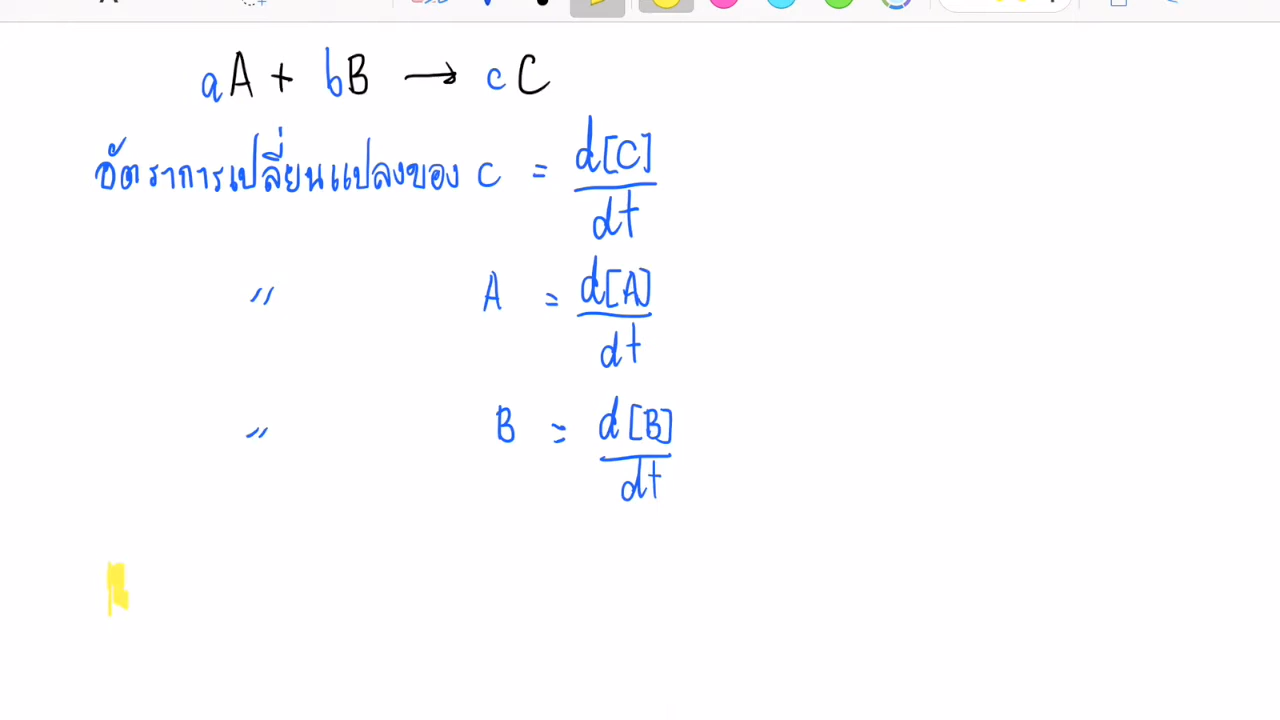 aA + bB → cC
อัตราการเปลี่ยนแปลงของ C = d[C]/dt
" A = d[A]/dt
" B = d[B]/dt